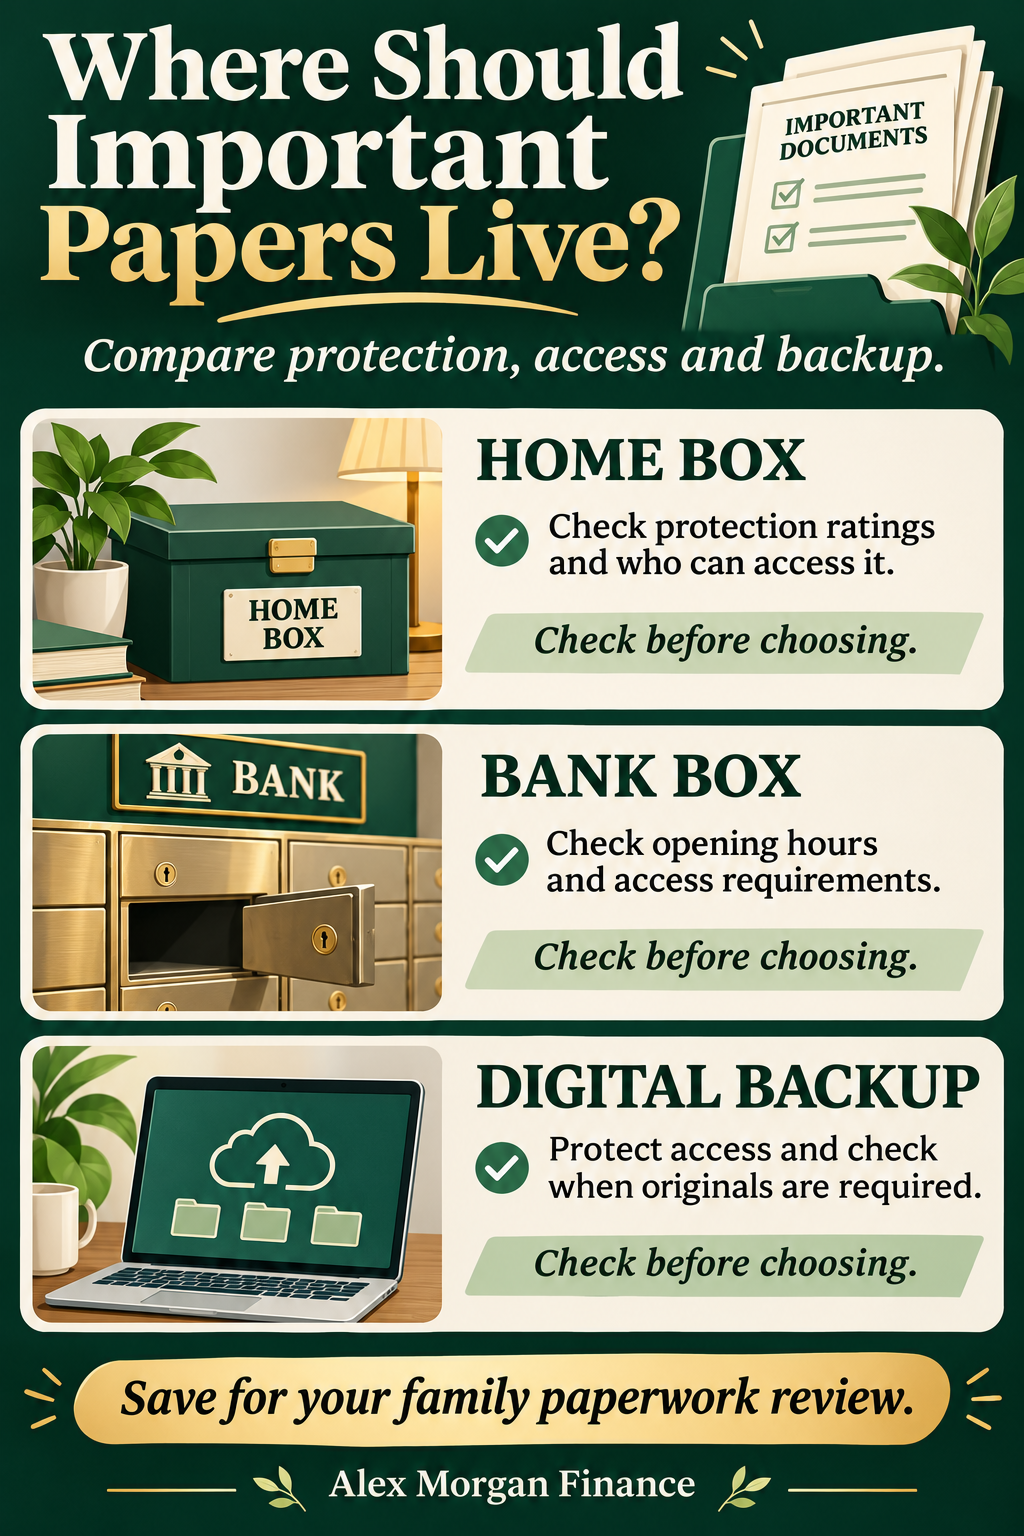 Where Should
Important
Papers Live?
IMPORTANT
DOCUMENTS
Compare protection, access and backup.
HOME
BOX
HOME BOX
Check protection ratings
and who can access it.
Check before choosing.
BANK
BANK BOX
Check opening hours
and access requirements.
Check before choosing.
DIGITAL BACKUP
Protect access and check
when originals are required.
Check before choosing.
Save for your family paperwork review.
Alex Morgan Finance